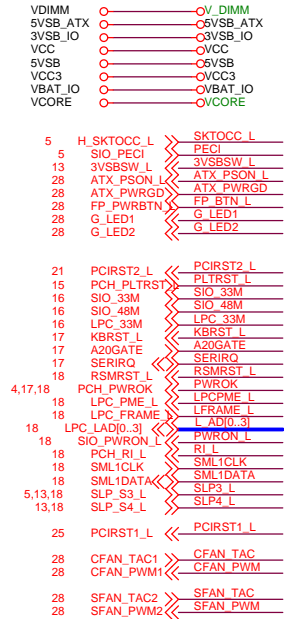 VDIMM V_DIMM
5VSB_ATX 5VSB_ATX
3VSB_IO 3VSB_IO
VCC VCC
5VSB 5VSB
VCC3 VCC3
VBAT_IO VBAT_IO
VCORE VCORE
5 H_SKTOCC_L SKTOCC_L
5 SIO_PECI PECI
13 3VSBSW_L 3VSBSW_L
28 ATX_PSON_L ATX_PSON_L
28 ATX_PWRGD ATX_PWRGD
28 FP_PWRBTN_L FP_BTN_L
28 G_LED1 G_LED1
28 G_LED2 G_LED2
21 PCIRST2_L PCIRST2_L
15 PCH_PLTRST_L PLTRST_L
16 SIO_33M SIO_33M
16 SIO_48M SIO_48M
16 LPC_33M LPC_33M
17 KBRST_L KBRST_L
17 A20GATE A20GATE
17 SERIRQ SERIRQ
18 RSMRST_L RSMRST_L
4,17,18 PCH_PWROK PWROK
18 LPC_PME_L LPCPME_L
18 LPC_FRAME_L LFRAME_L
18 LPC_LAD[0..3] L_AD[0..3]
18 SIO_PWRON_L PWRON_L
18 PCH_RI_L RI_L
18 SML1CLK SML1CLK
18 SML1DATA SML1DATA
5,13,18 SLP_S3_L SLP3_L
13,18 SLP_S4_L SLP4_L
25 PCIRST1_L PCIRST1_L
28 CFAN_TAC1 CFAN_TAC
28 CFAN_PWM1 CFAN_PWM
28 SFAN_TAC2 SFAN_TAC
28 SFAN_PWM2 SFAN_PWM